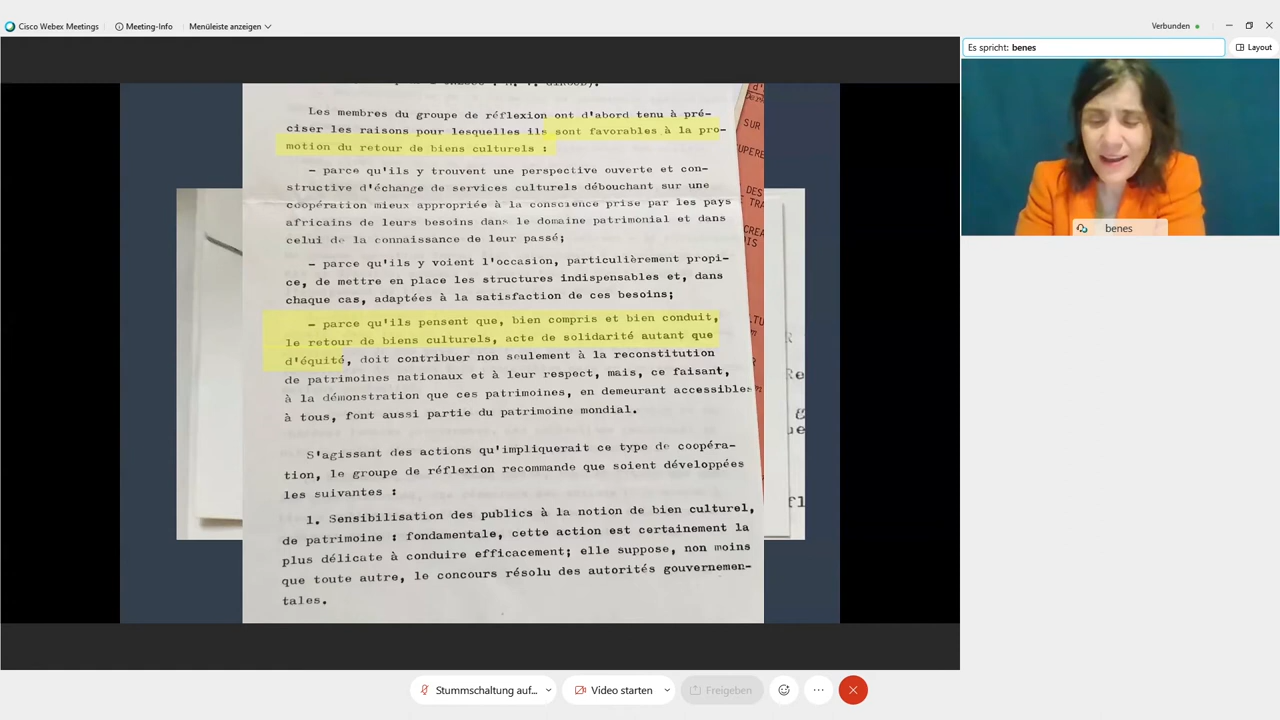 Cisco Webex Meetings
Meeting-Info
Menüleiste anzeigen
Verbunden
Es spricht: benes
Layout
Les membres du groupe de réflexion ont d'abord tenu à pré-
ciser les raisons pour lesquelles ils sont favorables à la pro-
motion du retour de biens culturels :
- parce qu'ils y trouvent une perspective ouverte et con-
structive d'échange de services culturels débouchant sur une
coopération mieux appropriée à la conscience prise par les pays
africains de leurs besoins dans le domaine patrimonial et dans
celui de la connaissance de leur passé;
- parce qu'ils y voient l'occasion, particulièrement propi-
ce, de mettre en place les structures indispensables et, dans
chaque cas, adaptées à la satisfaction de ces besoins;
- parce qu'ils pensent que, bien compris et bien conduit,
le retour de biens culturels, acte de solidarité autant que
d'équité, doit contribuer non seulement à la reconstitution
de patrimoines nationaux et à leur respect, mais, ce faisant,
à la démonstration que ces patrimoines, en demeurant accessibles
à tous, font aussi partie du patrimoine mondial.
S'agissant des actions qu'impliquerait ce type de coopéra-
tion, le groupe de réflexion recommande que soient développées
les suivantes :
1. Sensibilisation des publics à la notion de bien culturel,
de patrimoine : fondamentale, cette action est certainement la
plus délicate à conduire efficacement; elle suppose, non moins
que toute autre, le concours résolu des autorités gouvernemen-
tales.
SUR
DES
benes
Stummschaltung auf...
Video starten
Freigeben